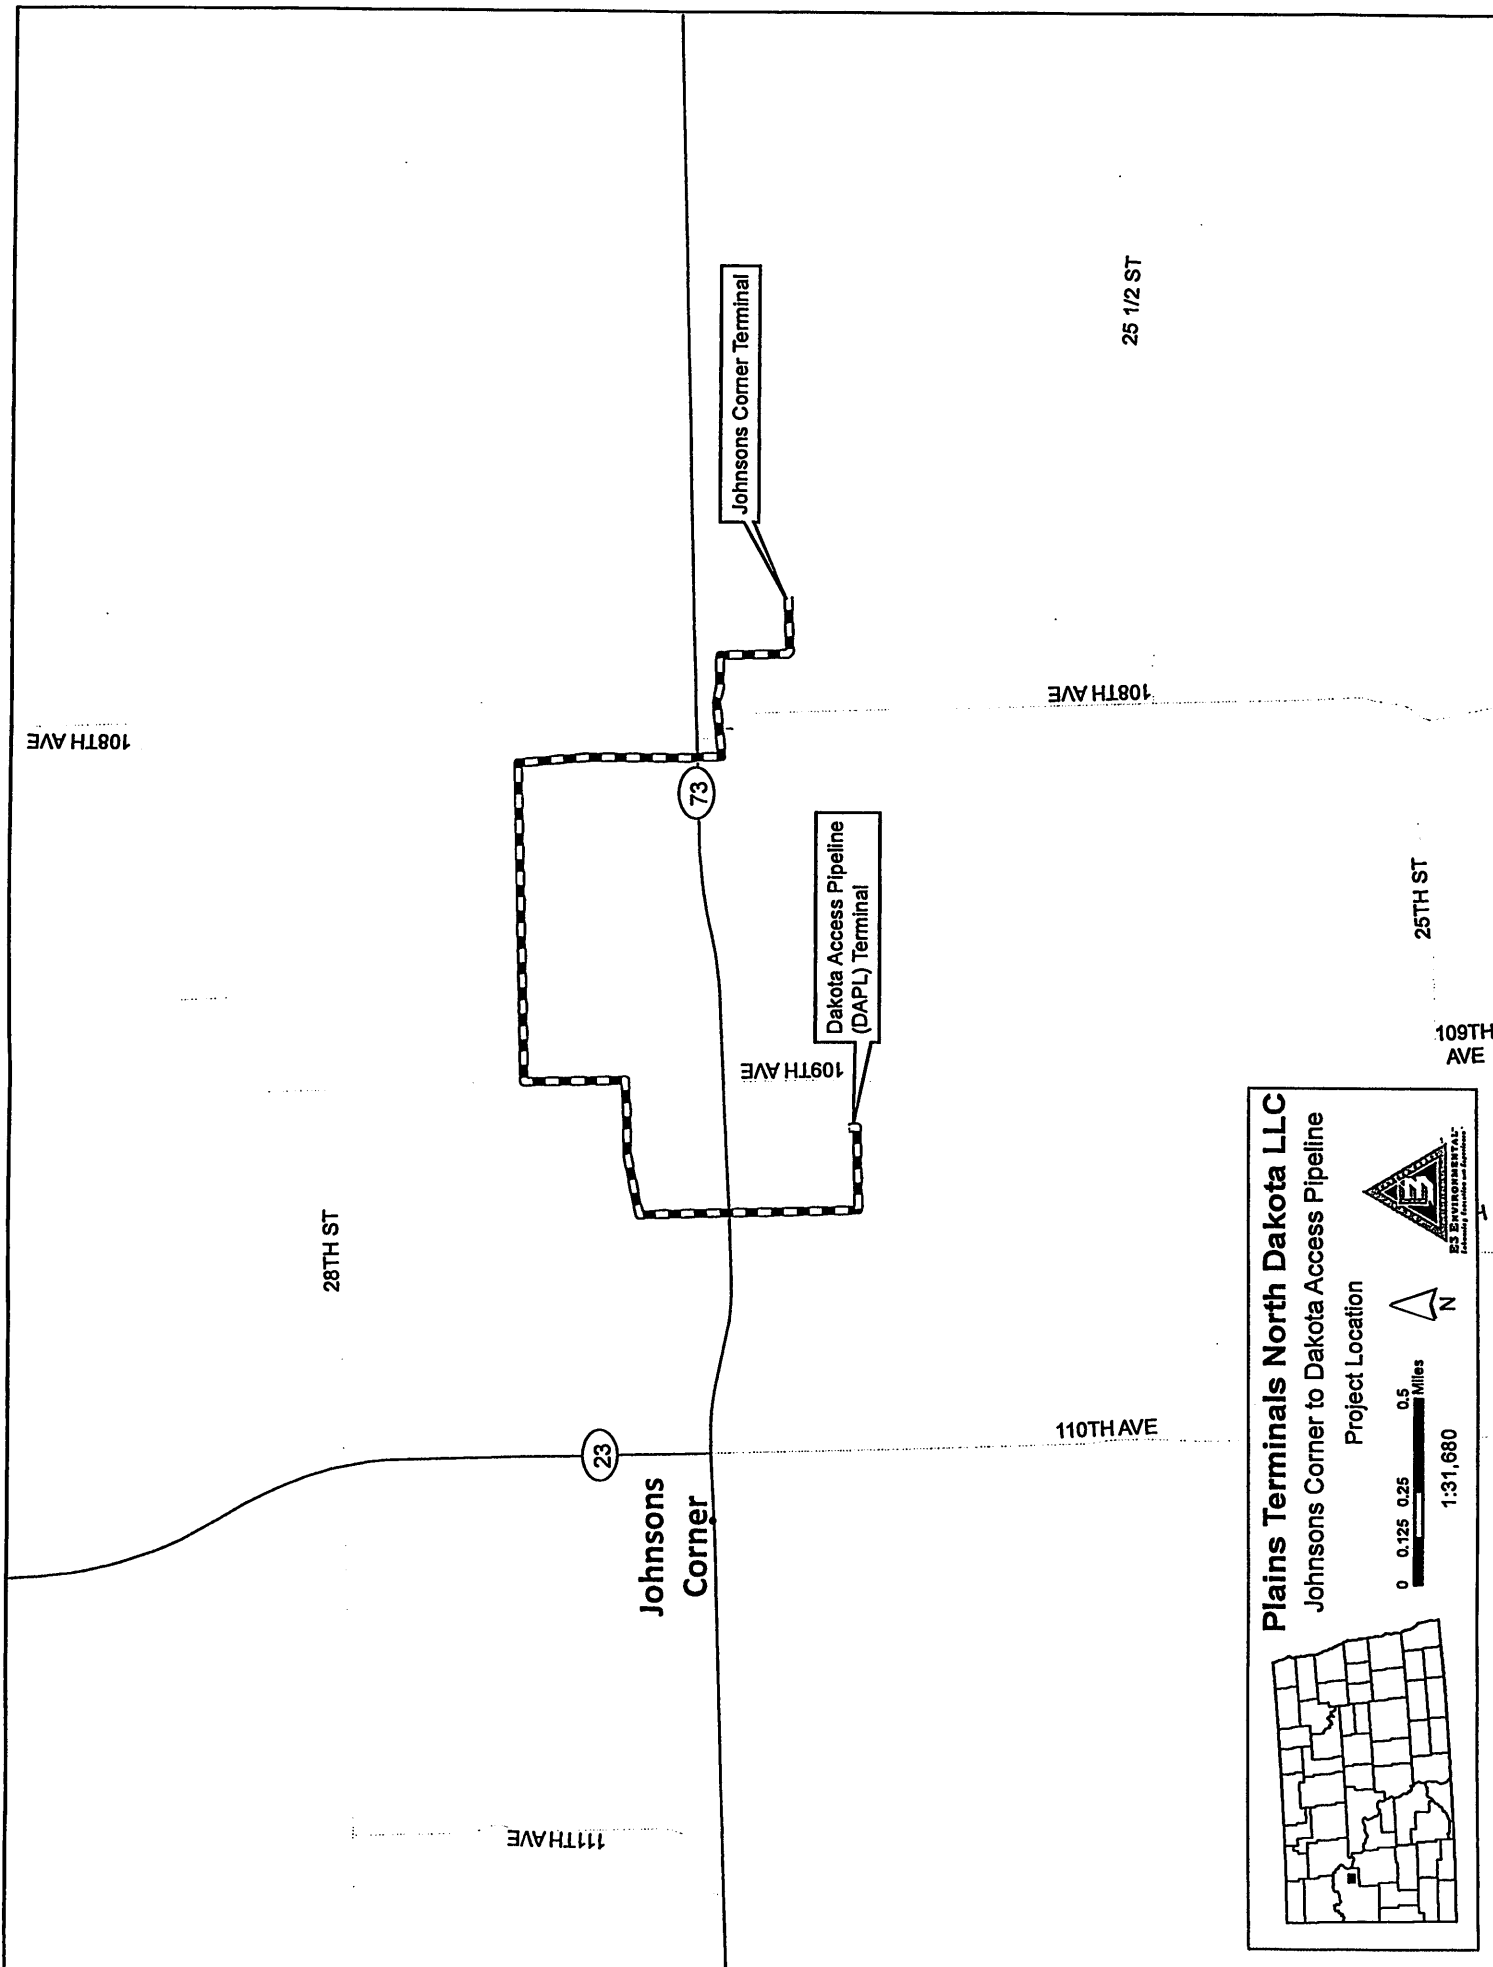 108TH AVE
28TH ST
23
Johnsons
Corner
111TH AVE
73
Johnsons Corner Terminal
Dakota Access Pipeline
(DAPL) Terminal
109TH AVE
108TH AVE
25 1/2 ST
110TH AVE
25TH ST
109TH
AVE
Plains Terminals North Dakota LLC
Johnsons Corner to Dakota Access Pipeline
Project Location
0 0.125 0.25 0.5
Miles
1:31,680
N
E3 ENVIRONMENTAL